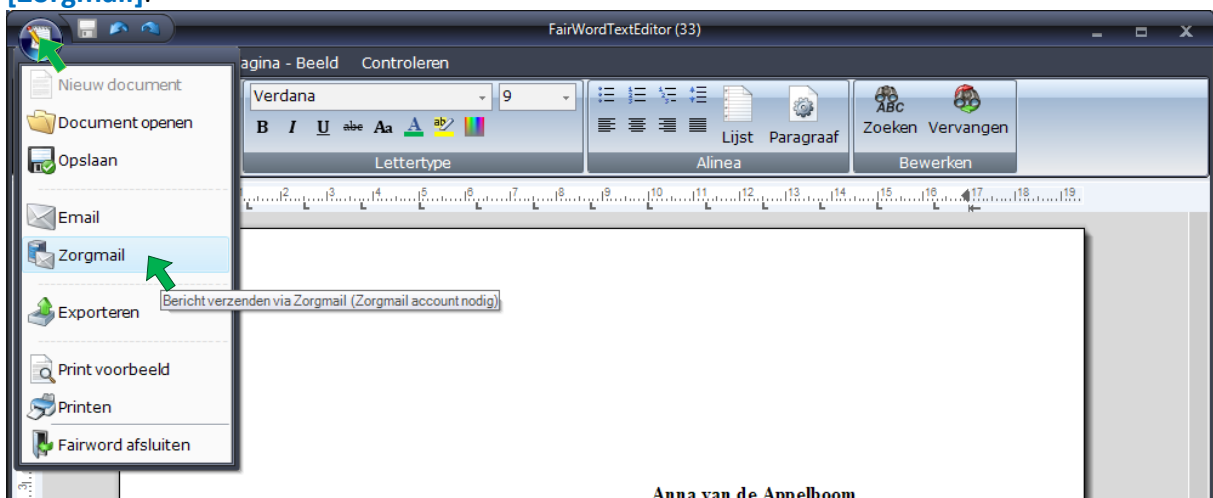 [Zorgmail].
FairWordTextEditor (33)
agina - Beeld Controleren
Nieuw document
Document openen
Opslaan
Email
Zorgmail
Bericht verzenden via Zorgmail (Zorgmail account nodig)
Exporteren
Print voorbeeld
Printen
Fairword afsluiten
Verdana 9
B I U abc Aa A ab
Lettertype
Lijst Paragraaf
Alinea
ABC
Zoeken Vervangen
Bewerken
2 3 4 5 6 7 8 9 10 11 12 13 14 15 16 17 18 19
Anna van de Appelboom